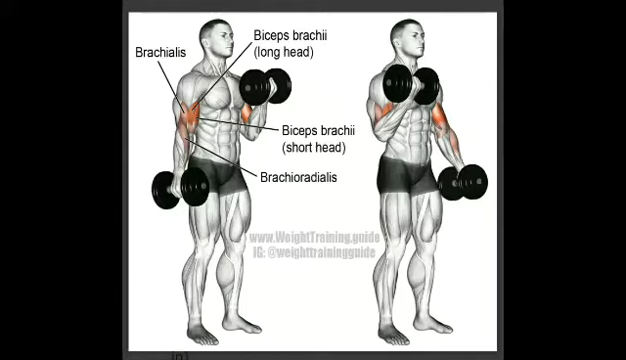 Biceps brachii
(long head)
Brachialis
Biceps brachii
(short head)
Brachioradialis
www.WeightTraining.guide
IG: @weighttrainingguide